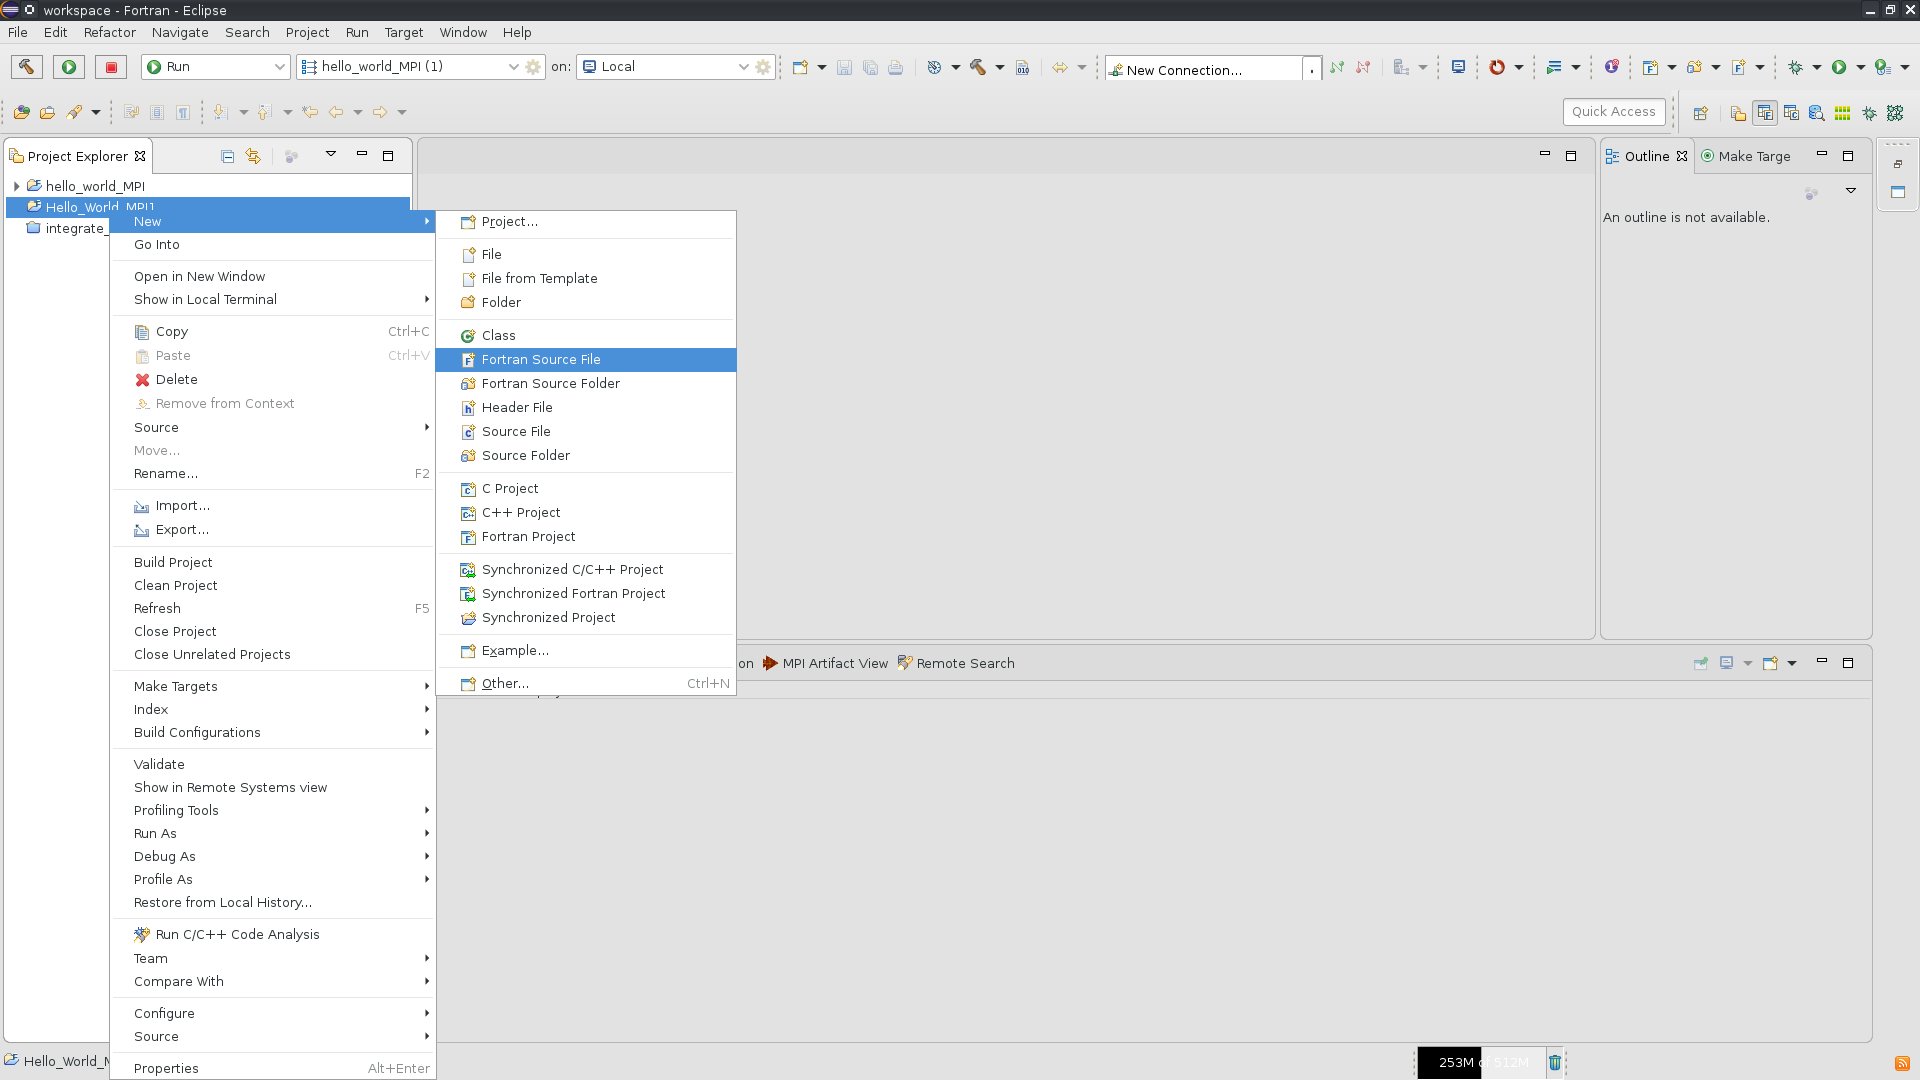 workspace - Fortran - Eclipse
File Edit Refactor Navigate Search Project Run Target Window Help
Run hello_world_MPI (1) on: Local New Connection...
Quick Access
Project Explorer
hello_world_MPI
Hello_World_MPI1
integrate_
Outline Make Targe
An outline is not available.
New
Go Into
Open in New Window
Show in Local Terminal
Copy Ctrl+C
Paste Ctrl+V
Delete
Remove from Context
Source
Move...
Rename... F2
Import...
Export...
Build Project
Clean Project
Refresh F5
Close Project
Close Unrelated Projects
Make Targets
Index
Build Configurations
Validate
Show in Remote Systems view
Profiling Tools
Run As
Debug As
Profile As
Restore from Local History...
Run C/C++ Code Analysis
Team
Compare With
Configure
Source
Properties Alt+Enter
Project...
File
File from Template
Folder
Class
Fortran Source File
Fortran Source Folder
Header File
Source File
Source Folder
C Project
C++ Project
Fortran Project
Synchronized C/C++ Project
Synchronized Fortran Project
Synchronized Project
Example...
Other... Ctrl+N
on MPI Artifact View Remote Search
Hello_World_M
253M of 512M